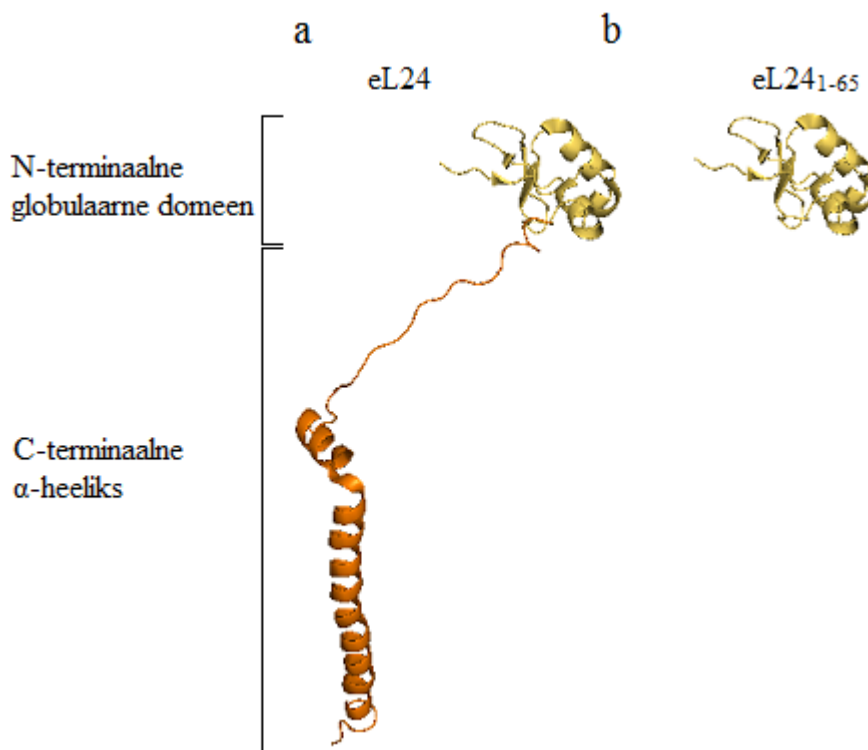 a
b
eL24
eL24₁₋₆₅
N-terminaalne
globulaarne domeen
C-terminaalne
α-heeliks